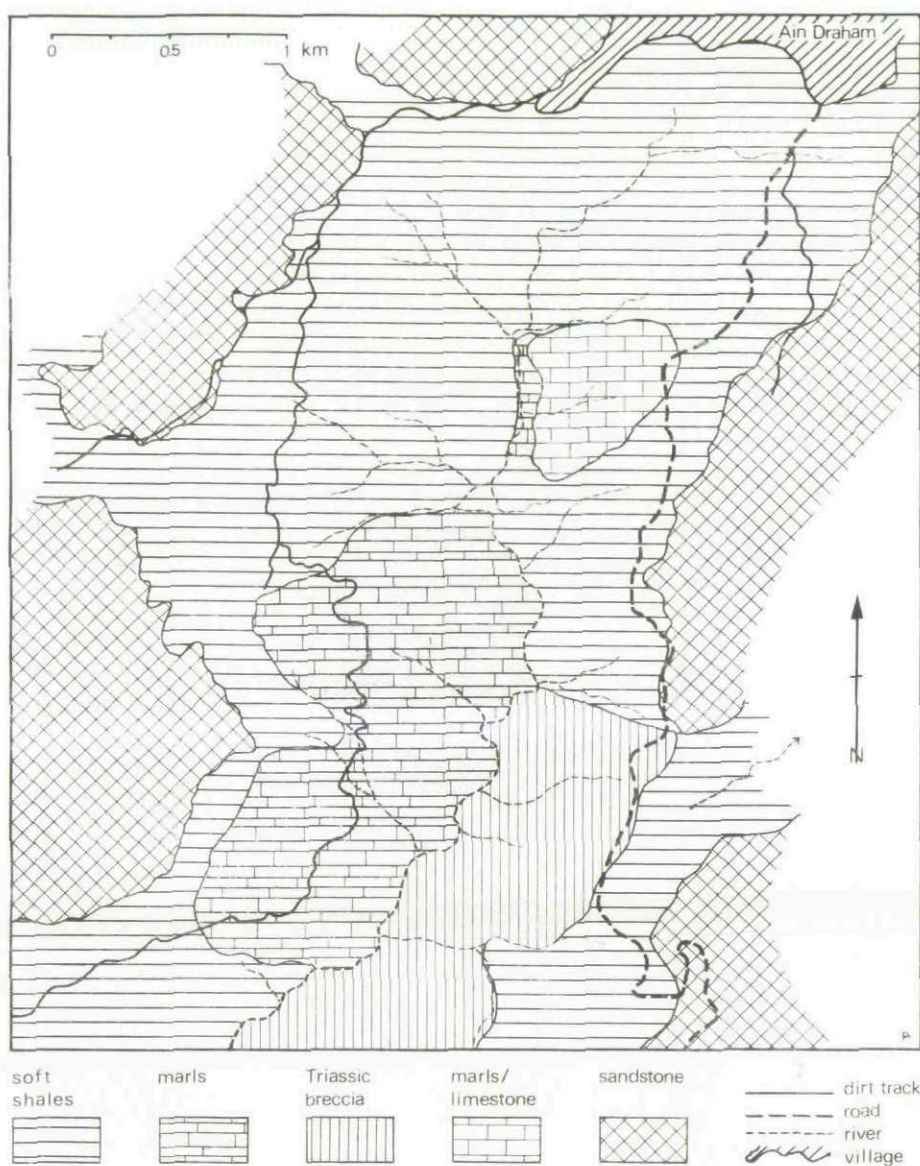 Ain Draham
0 0.5 1 km
N
soft shales
marls
Triassic breccia
marls/ limestone
sandstone
dirt track
road
river
village